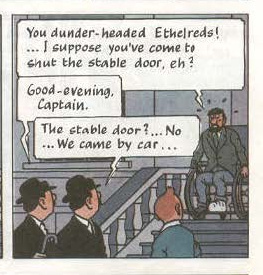 You dunder-headed Ethelreds!
... I suppose you've come to
shut the stable door, eh?
Good-evening,
Captain.
The stable door?... No
... We came by car ...